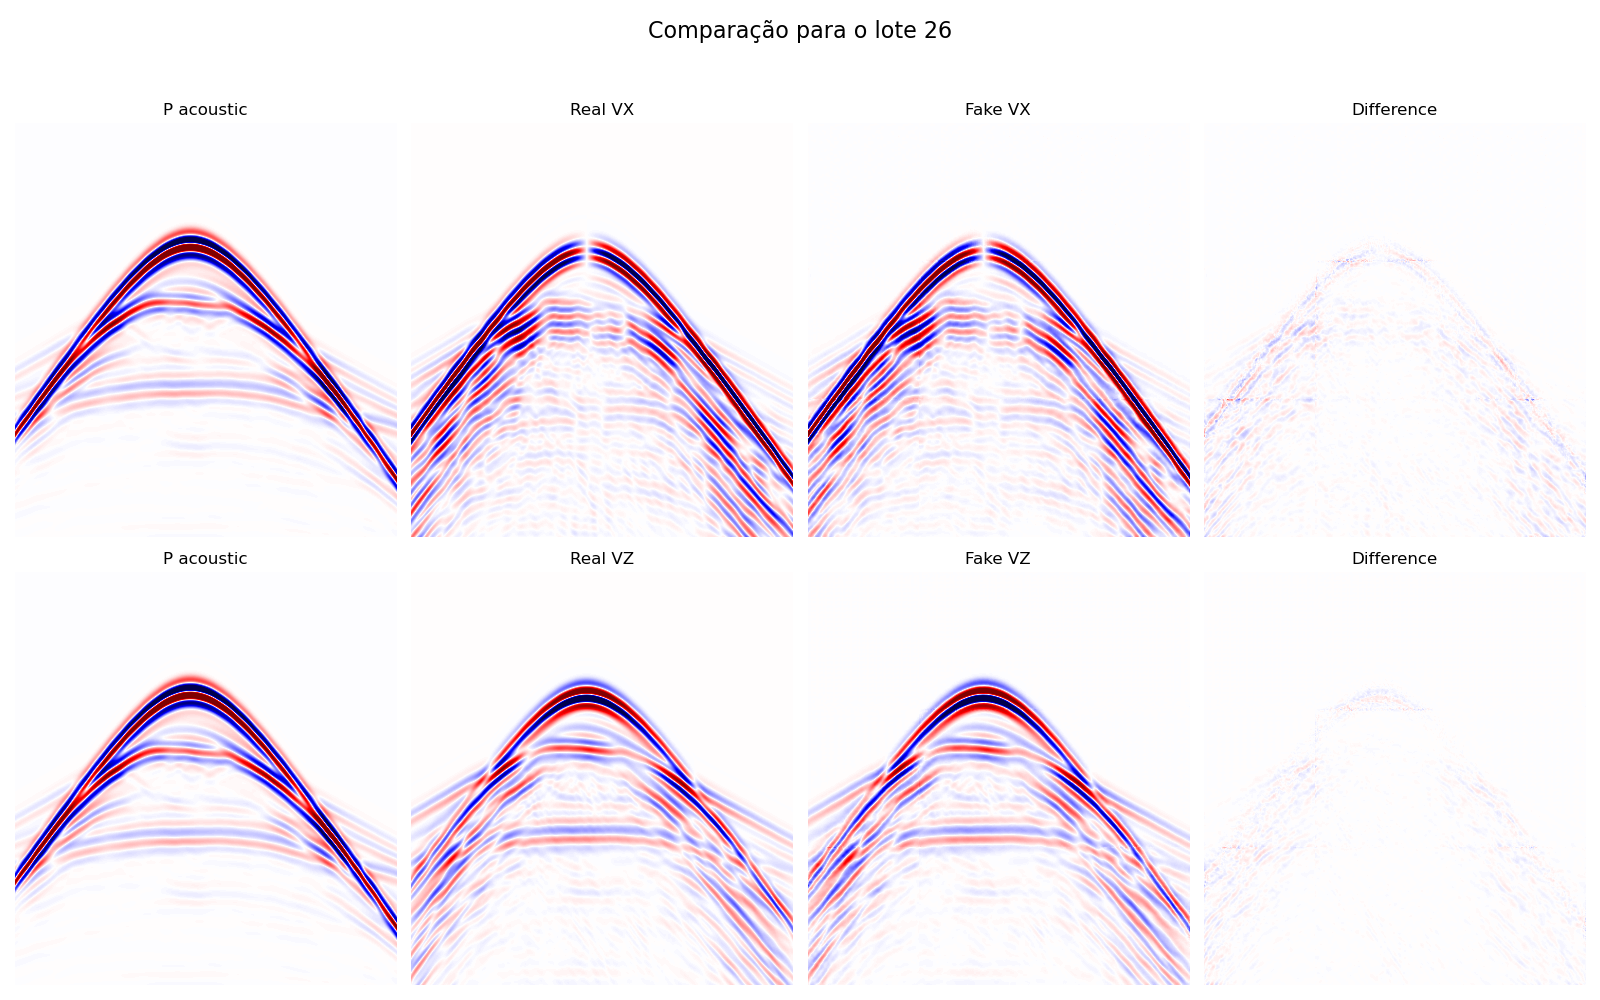 Comparação para o lote 26
P acoustic
Real VX
Fake VX
Difference
P acoustic
Real VZ
Fake VZ
Difference